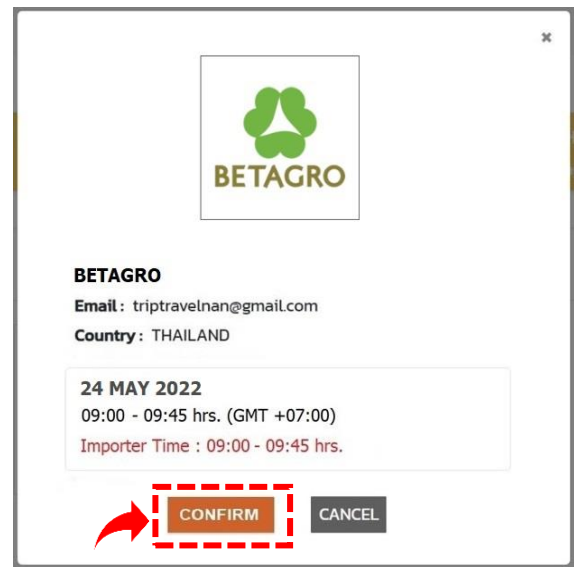 ×
BETAGRO
BETAGRO
Email : triptravelnan@gmail.com
Country : THAILAND
24 MAY 2022
09:00 - 09:45 hrs. (GMT +07:00)
Importer Time : 09:00 - 09:45 hrs.
CONFIRM CANCEL